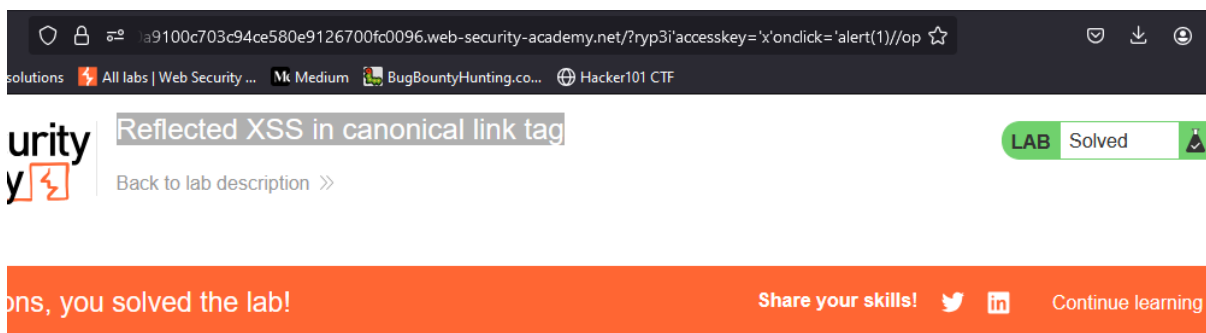 a9100c703c94ce580e9126700fc0096.web-security-academy.net/?ryp3i'accesskey='x'onclick='alert(1)//op
solutions All labs | Web Security ... Medium BugBountyHunting.co... Hacker101 CTF
urity Reflected XSS in canonical link tag LAB Solved
y Back to lab description
ons, you solved the lab! Share your skills! in Continue learning